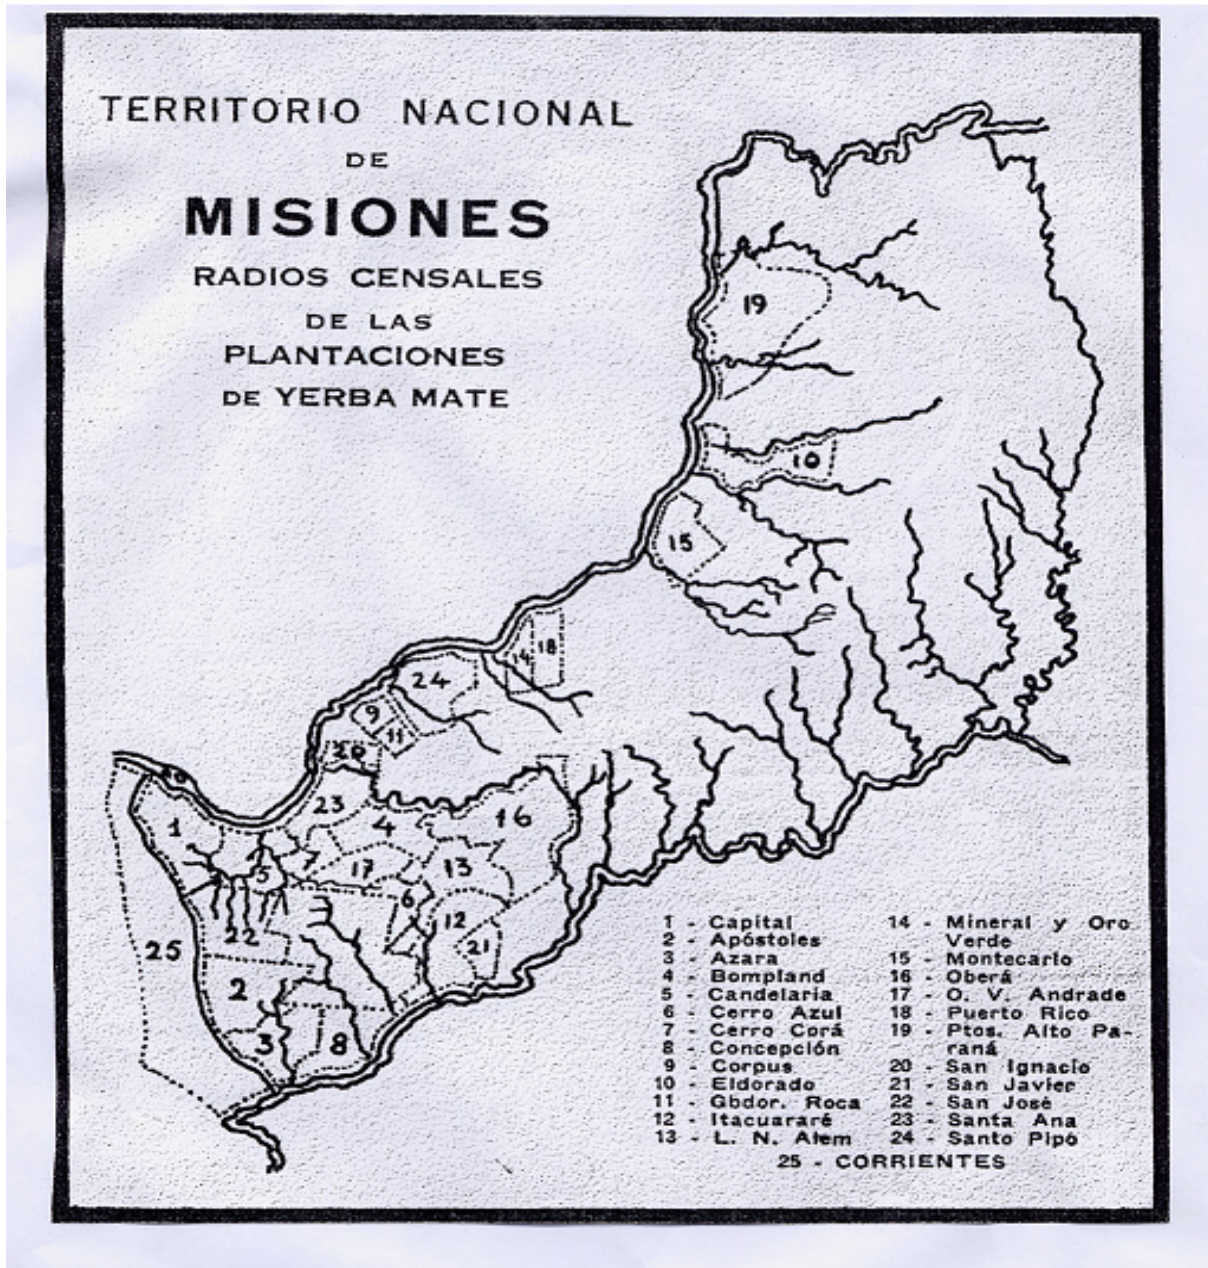 TERRITORIO NACIONAL
DE
MISIONES
RADIOS CENSALES
DE LAS
PLANTACIONES
DE YERBA MATE
19
10
15
18
14
24
9
11
20
23
1
4
16
7
17
13
5
6
12
22
21
25
2
3
8
1 - Capital
2 - Apóstoles
3 - Azara
4 - Bompland
5 - Candelaria
6 - Cerro Azul
7 - Cerro Corá
8 - Concepción
9 - Corpus
10 - Eldorado
11 - Gbdor. Roca
12 - Itacuararé
13 - L. N. Alem
14 - Mineral y Oro
Verde
15 - Montecarlo
16 - Oberá
17 - O. V. Andrade
18 - Puerto Rico
19 - Ptos. Alto Pa-
raná
20 - San Ignacio
21 - San Javier
22 - San José
23 - Santa Ana
24 - Santo Pipó
25 - CORRIENTES